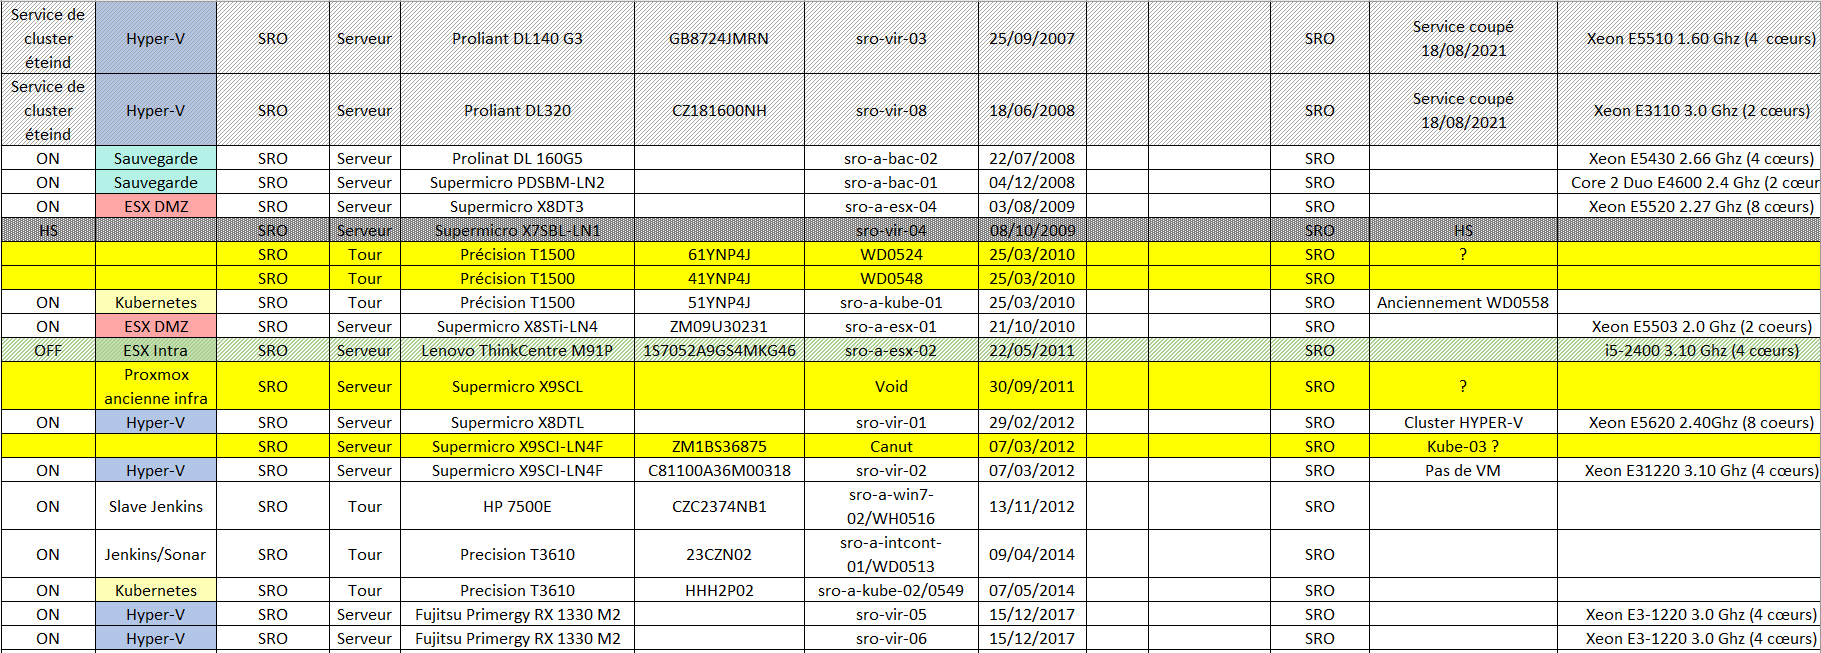 Service de cluster éteind Hyper-V SRO Serveur Proliant DL140 G3 GB8724JMRN sro-vir-03 25/09/2007 SRO Service coupé 18/08/2021 Xeon E5510 1.60 Ghz (4 cœurs)
Service de cluster éteind Hyper-V SRO Serveur Proliant DL320 CZ181600NH sro-vir-08 18/06/2008 SRO Service coupé 18/08/2021 Xeon E3110 3.0 Ghz (2 cœurs)
ON Sauvegarde SRO Serveur Prolinat DL 160G5 sro-a-bac-02 22/07/2008 SRO Xeon E5430 2.66 Ghz (4 cœurs)
ON Sauvegarde SRO Serveur Supermicro PDSBM-LN2 sro-a-bac-01 04/12/2008 SRO Core 2 Duo E4600 2.4 Ghz (2 cœur
ON ESX DMZ SRO Serveur Supermicro X8DT3 sro-a-esx-04 03/08/2009 SRO Xeon E5520 2.27 Ghz (8 cœurs)
HS SRO Serveur Supermicro X7SBL-LN1 sro-vir-04 08/10/2009 SRO HS
SRO Tour Précision T1500 61YNP4J WD0524 25/03/2010 SRO ?
SRO Tour Précision T1500 41YNP4J WD0548 25/03/2010 SRO
ON Kubernetes SRO Tour Précision T1500 51YNP4J sro-a-kube-01 25/03/2010 SRO Anciennement WD0558
ON ESX DMZ SRO Serveur Supermicro X8STi-LN4 ZM09U30231 sro-a-esx-01 21/10/2010 SRO Xeon E5503 2.0 Ghz (2 coeurs)
OFF ESX Intra SRO Serveur Lenovo ThinkCentre M91P 1S7052A9GS4MKG46 sro-a-esx-02 22/05/2011 SRO i5-2400 3.10 Ghz (4 cœurs)
Proxmox ancienne infra SRO Serveur Supermicro X9SCL Void 30/09/2011 SRO ?
ON Hyper-V SRO Serveur Supermicro X8DTL sro-vir-01 29/02/2012 SRO Cluster HYPER-V Xeon E5620 2.40Ghz (8 coeurs)
SRO Serveur Supermicro X9SCI-LN4F ZM1BS36875 Canut 07/03/2012 SRO Kube-03 ?
ON Hyper-V SRO Serveur Supermicro X9SCI-LN4F C81100A36M00318 sro-vir-02 07/03/2012 SRO Pas de VM Xeon E31220 3.10 Ghz (4 cœurs)
ON Slave Jenkins SRO Tour HP 7500E CZC2374NB1 sro-a-win7-02/WH0516 13/11/2012 SRO
ON Jenkins/Sonar SRO Tour Precision T3610 23CZN02 sro-a-intcont-01/WD0513 09/04/2014 SRO
ON Kubernetes SRO Tour Precision T3610 HHH2P02 sro-a-kube-02/0549 07/05/2014 SRO
ON Hyper-V SRO Serveur Fujitsu Primergy RX 1330 M2 sro-vir-05 15/12/2017 SRO Xeon E3-1220 3.0 Ghz (4 cœurs)
ON Hyper-V SRO Serveur Fujitsu Primergy RX 1330 M2 sro-vir-06 15/12/2017 SRO Xeon E3-1220 3.0 Ghz (4 cœurs)